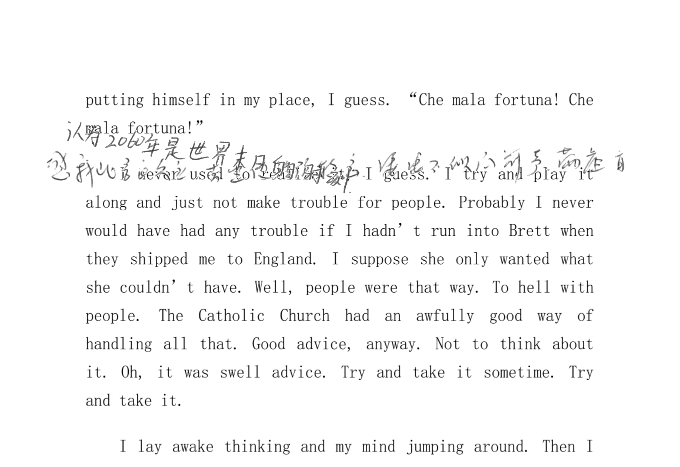 putting himself in my place, I guess. “Che mala fortuna! Che
mala fortuna!”
认为2060年是世界末日的
never used to I guess. I try and play it
along and just not make trouble for people. Probably I never
would have had any trouble if I hadn’t run into Brett when
they shipped me to England. I suppose she only wanted what
she couldn’t have. Well, people were that way. To hell with
people. The Catholic Church had an awfully good way of
handling all that. Good advice, anyway. Not to think about
it. Oh, it was swell advice. Try and take it sometime. Try
and take it.
I lay awake thinking and my mind jumping around. Then I